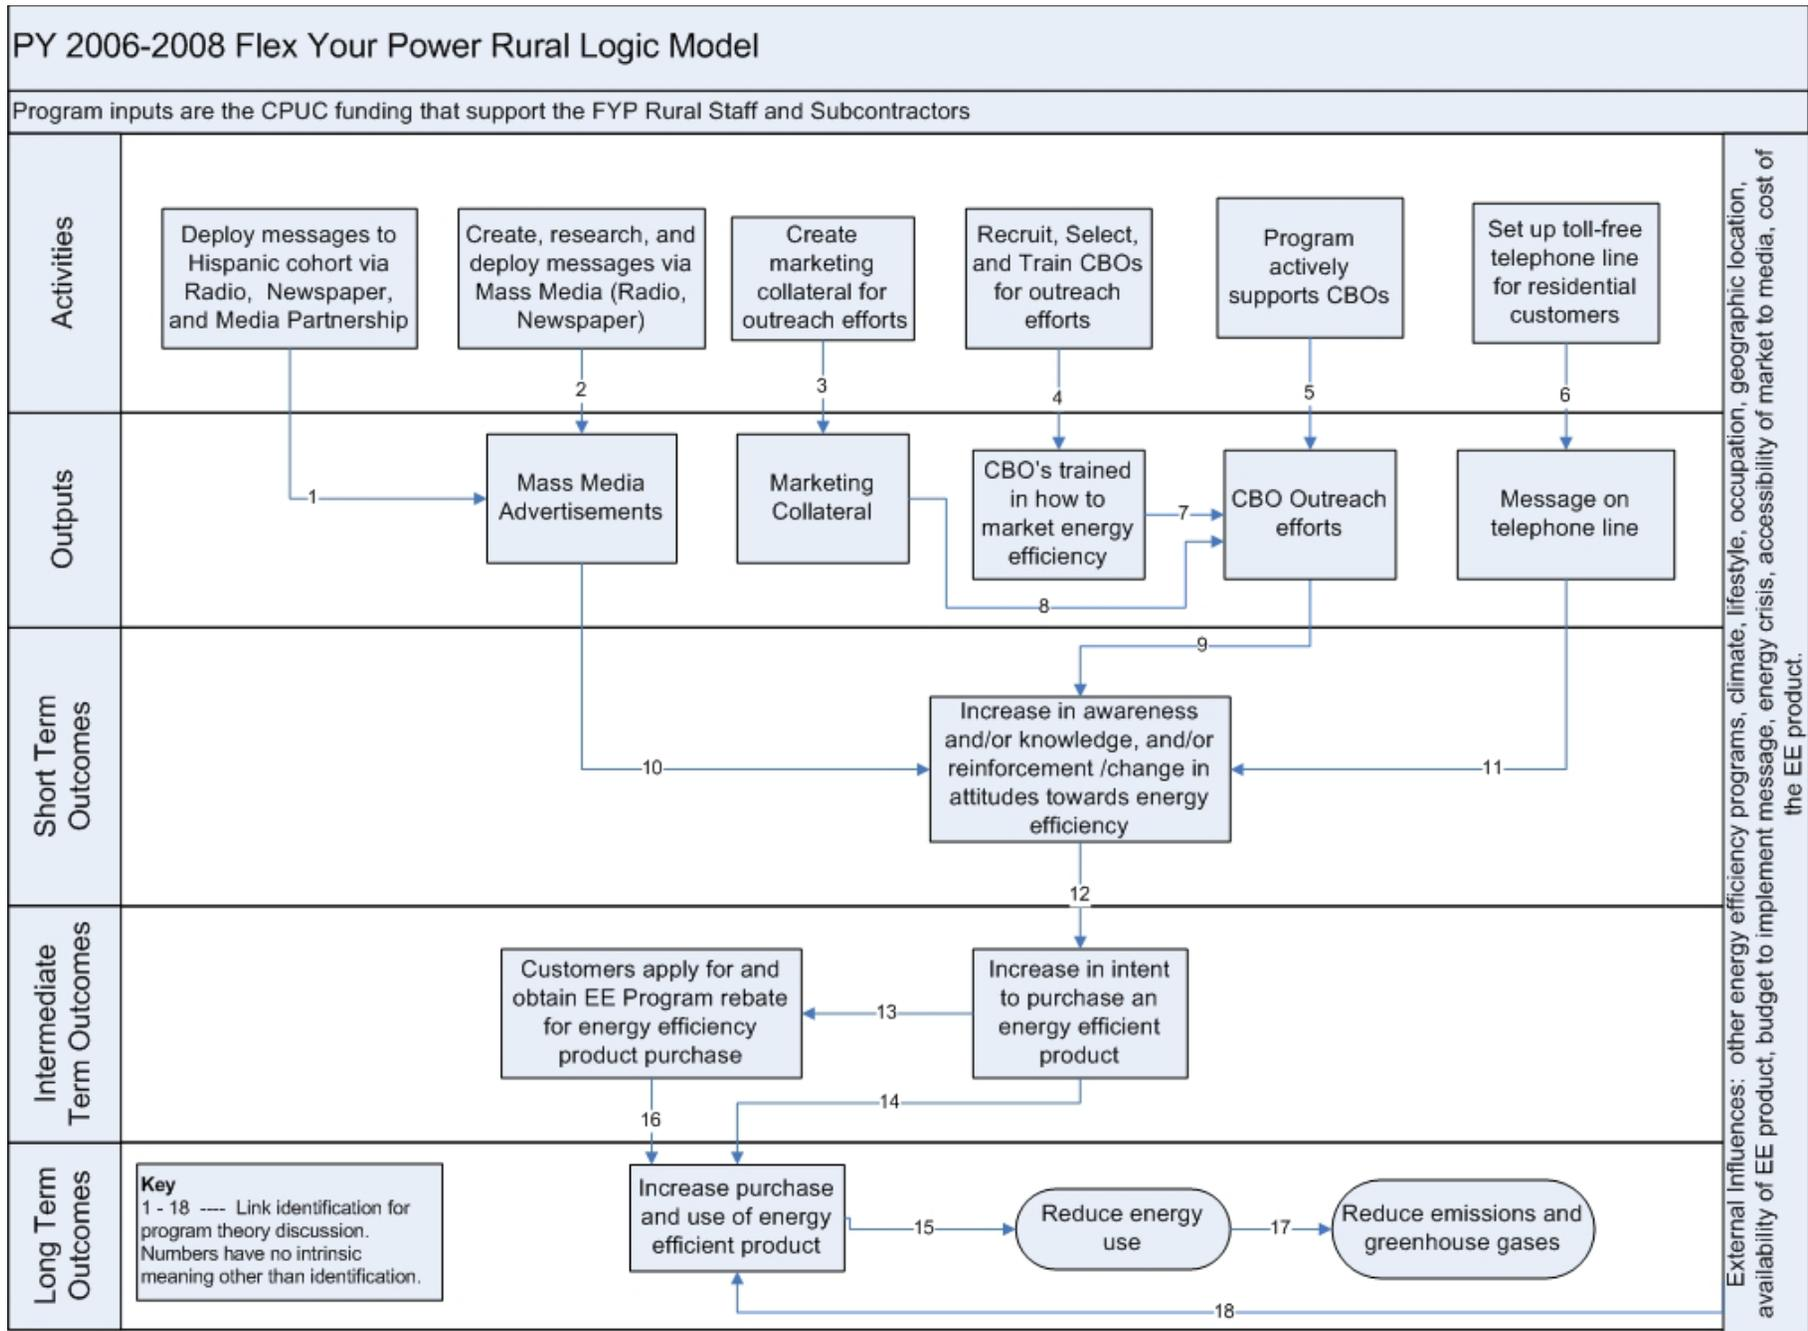 PY 2006-2008 Flex Your Power Rural Logic Model
Program inputs are the CPUC funding that support the FYP Rural Staff and Subcontractors
Activities
Deploy messages to
Hispanic cohort via
Radio, Newspaper,
and Media Partnership
Create, research, and
deploy messages via
Mass Media (Radio,
Newspaper)
Create
marketing
collateral for
outreach efforts
Recruit, Select,
and Train CBOs
for outreach
efforts
Program
actively
supports CBOs
Set up toll-free
telephone line
for residential
customers
2
3
4
5
6
Outputs
1
Mass Media
Advertisements
Marketing
Collateral
CBO's trained
in how to
market energy
efficiency
7
8
CBO Outreach
efforts
Message on
telephone line
Short Term
Outcomes
9
10
Increase in awareness
and/or knowledge, and/or
reinforcement /change in
attitudes towards energy
efficiency
11
12
Intermediate
Term Outcomes
Customers apply for and
obtain EE Program rebate
for energy efficiency
product purchase
13
Increase in intent
to purchase an
energy efficient
product
14
16
Long Term
Outcomes
Key
1 - 18 ---- Link identification for
program theory discussion.
Numbers have no intrinsic
meaning other than identification.
Increase purchase
and use of energy
efficient product
15
Reduce energy
use
17
Reduce emissions and
greenhouse gases
18
External Influences: other energy efficiency programs, climate, lifestyle, occupation, geographic location,
availability of EE product, budget to implement message, energy crisis, accessibility of market to media, cost of
the EE product.